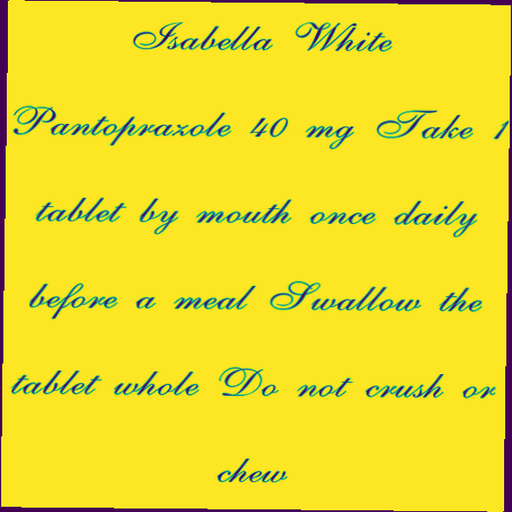 Isabella White
Pantoprazole 40 mg Take 1
tablet by mouth once daily
before a meal Swallow the
tablet whole Do not crush or
chew